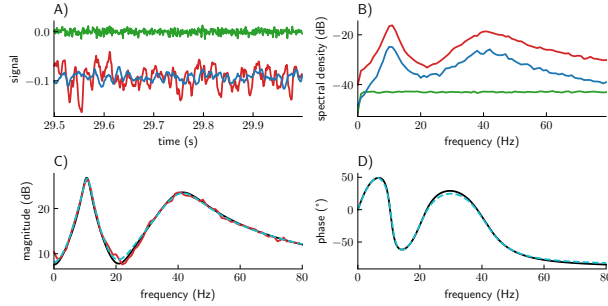 A)
signal
0.0
−0.1
29.5 29.6 29.7 29.8 29.9
time (s)
B)
spectral density (dB)
−20
−40
0 20 40 60
frequency (Hz)
C)
magnitude (dB)
20
10
0 20 40 60 80
frequency (Hz)
D)
phase (°)
50
0
−50
0 20 40 60 80
frequency (Hz)